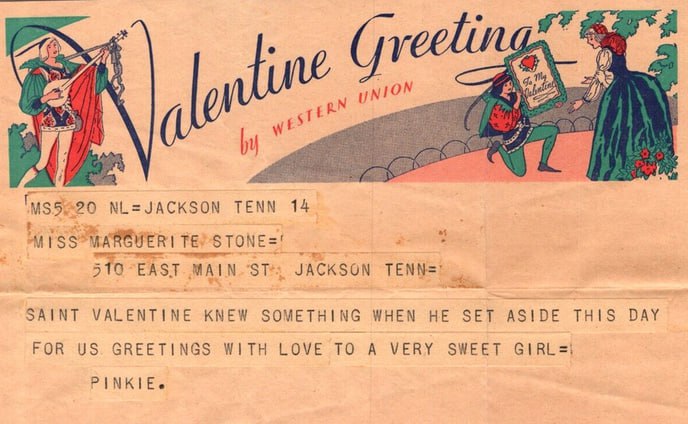 Valentine Greeting
by WESTERN UNION
To My
Valentine
MS5 20 NL=JACKSON TENN 14
MISS MARGUERITE STONE=
510 EAST MAIN ST JACKSON TENN=
SAINT VALENTINE KNEW SOMETHING WHEN HE SET ASIDE THIS DAY
FOR US GREETINGS WITH LOVE TO A VERY SWEET GIRL=
PINKIE.